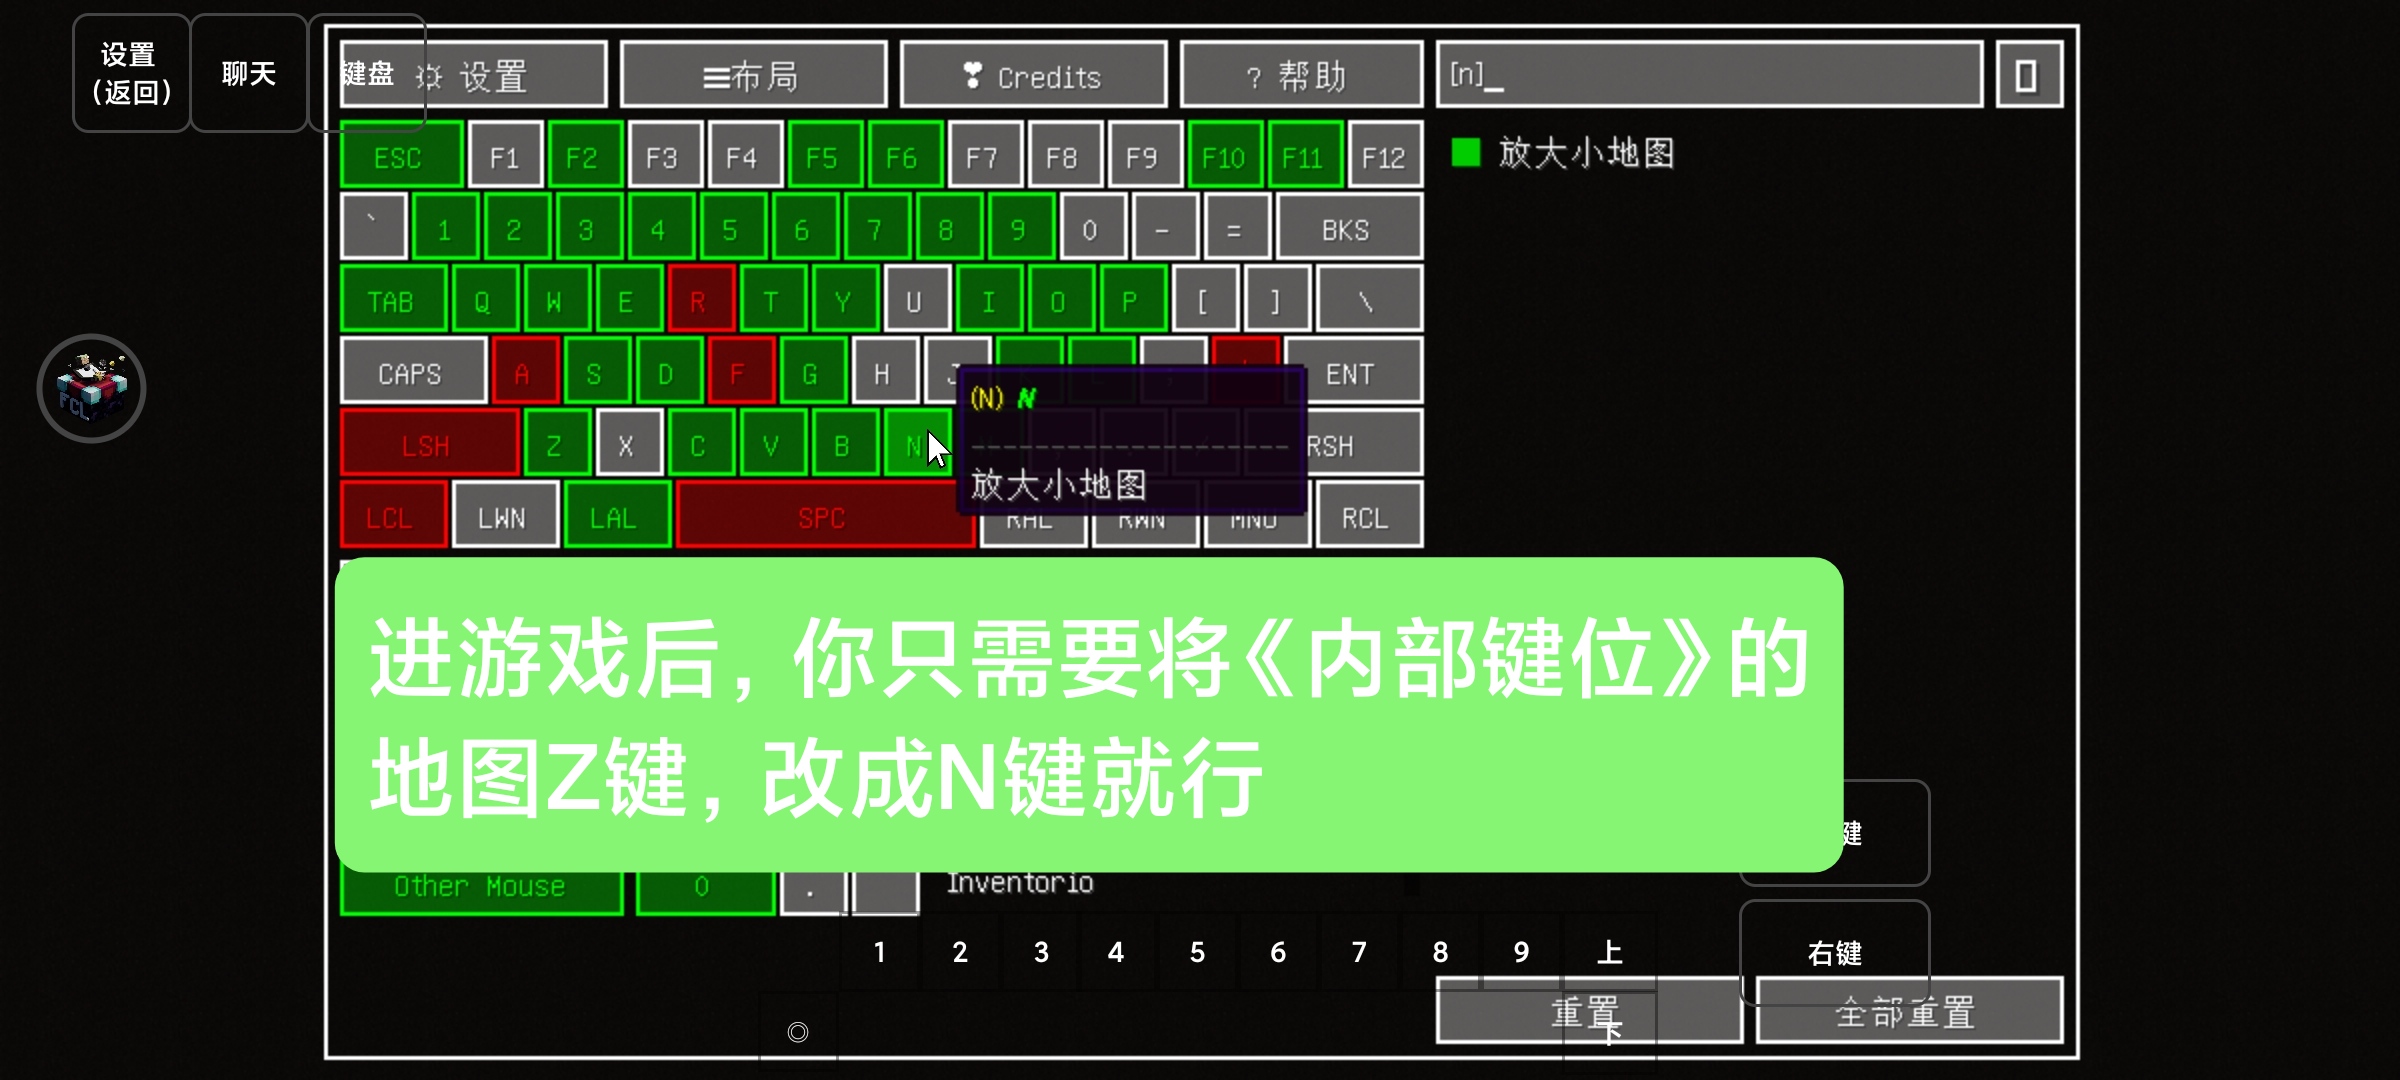 设置
(返回)
聊天
键盘
设置
布局
Credits
? 帮助
[n]_
ESC F1 F2 F3 F4 F5 F6 F7 F8 F9 F10 F11 F12
放大小地图
` 1 2 3 4 5 6 7 8 9 0 - = BKS
TAB Q W E R T Y U I O P [ ] \
CAPS A S D F G H J ; ' ENT
(N) N
LSH Z X C V B N RSH
放大小地图
LCL LWN LAL SPC RAL RWN MNU RCL
FCL
进游戏后，你只需要将《内部键位》的
地图Z键，改成N键就行
键
Other Mouse 0 .
Inventorio
1 2 3 4 5 6 7 8 9 上
右键
重置
全部重置
◎
下